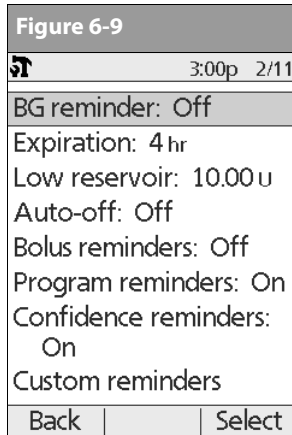 Figure 6-9
3:00p 2/11
BG reminder: Off
Expiration: 4 hr
Low reservoir: 10.00 U
Auto-off: Off
Bolus reminders: Off
Program reminders: On
Confidence reminders:
On
Custom reminders
Back Select